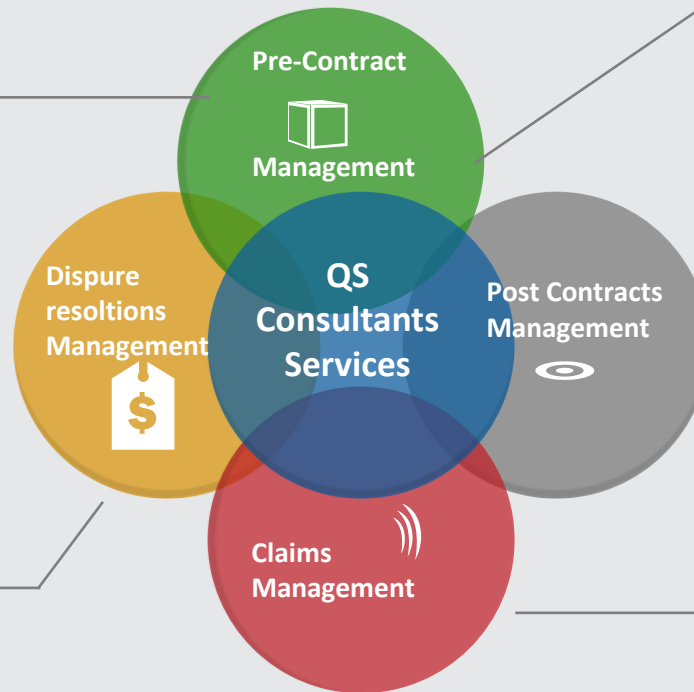 Pre-Contract
Management
Dispure
resoltions
Management
$
QS
Consultants
Services
Post Contracts
Management
Claims
Management